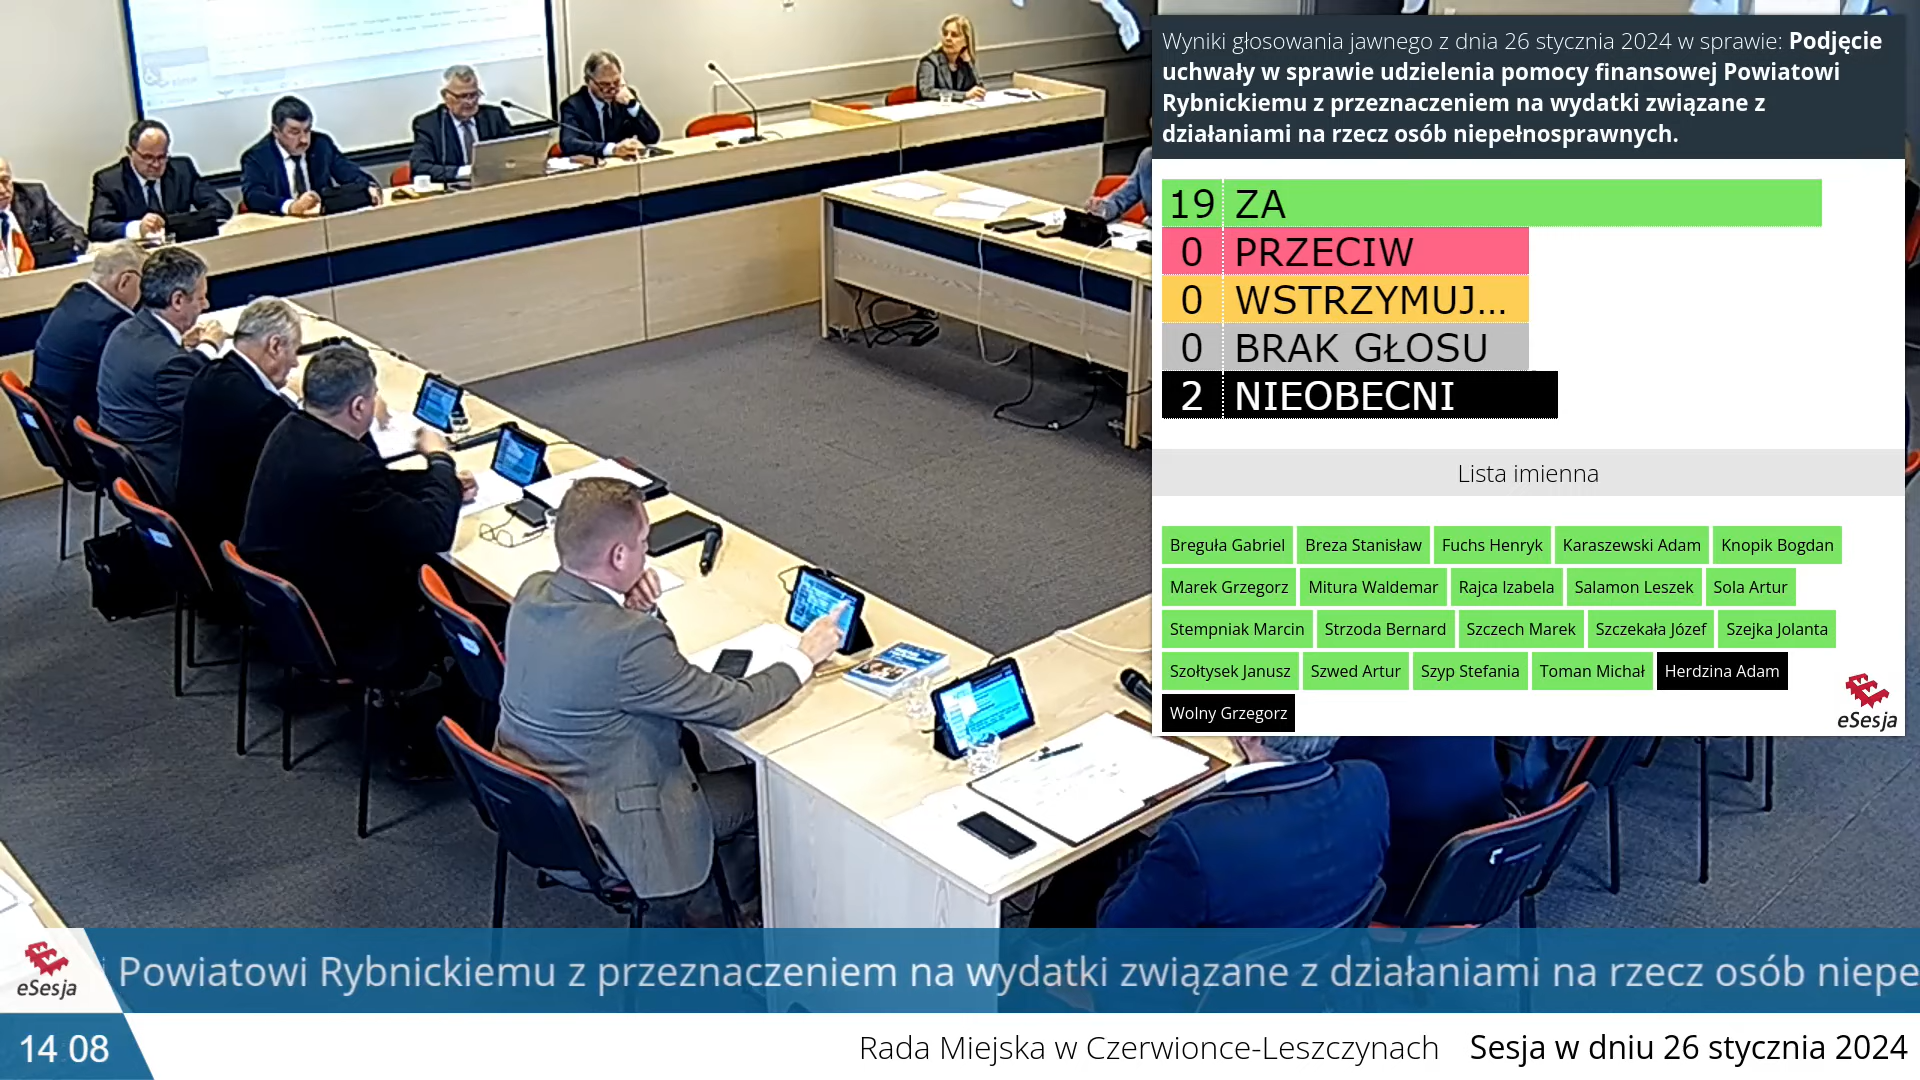 Wyniki głosowania jawnego z dnia 26 stycznia 2024 w sprawie: Podjęcie
uchwały w sprawie udzielenia pomocy finansowej Powiatowi
Rybnickiemu z przeznaczeniem na wydatki związane z
działaniami na rzecz osób niepełnosprawnych.
19 ZA
0 PRZECIW
0 WSTRZYMUJ...
0 BRAK GŁOSU
2 NIEOBECNI
Lista imienna
Breguła Gabriel Breza Stanisław Fuchs Henryk Karaszewski Adam Knopik Bogdan
Marek Grzegorz Mitura Waldemar Rajca Izabela Salamon Leszek Sola Artur
Stempniak Marcin Strzoda Bernard Szczech Marek Szczekała Józef Szejka Jolanta
Szołtysek Janusz Szwed Artur Szyp Stefania Toman Michał Herdzina Adam
Wolny Grzegorz
eSesja
eSesja
Powiatowi Rybnickiemu z przeznaczeniem na wydatki związane z działaniami na rzecz osób niepe
14 08
Rada Miejska w Czerwionce-Leszczynach Sesja w dniu 26 stycznia 2024